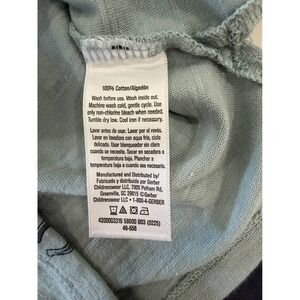 100% Cotton/Algodón
Wash before use. Wash inside out.
Machine wash cold, gentle cycle. Use
only non-chlorine bleach when needed.
Tumble dry low. Cool iron if necessary.
Lavar antes de usar. Lavar por el revés.
Lavar en lavadora con agua fría, ciclo
delicado. Usar blanqueador sin cloro
cuando se necesite. Secar en secadora a
temperatura baja. Planchar a
temperatura baja si es necesario.
Manufactured and Distributed by/
Fabricado y distribuido por Gerber
Childrenswear LLC, 7005 Pelham Rd.
Greenville, SC 29615 ©/Gerber
Childrenswear LLC • 1-800-4-GERBER
4200003315 58600 B03 (0225)
46-556